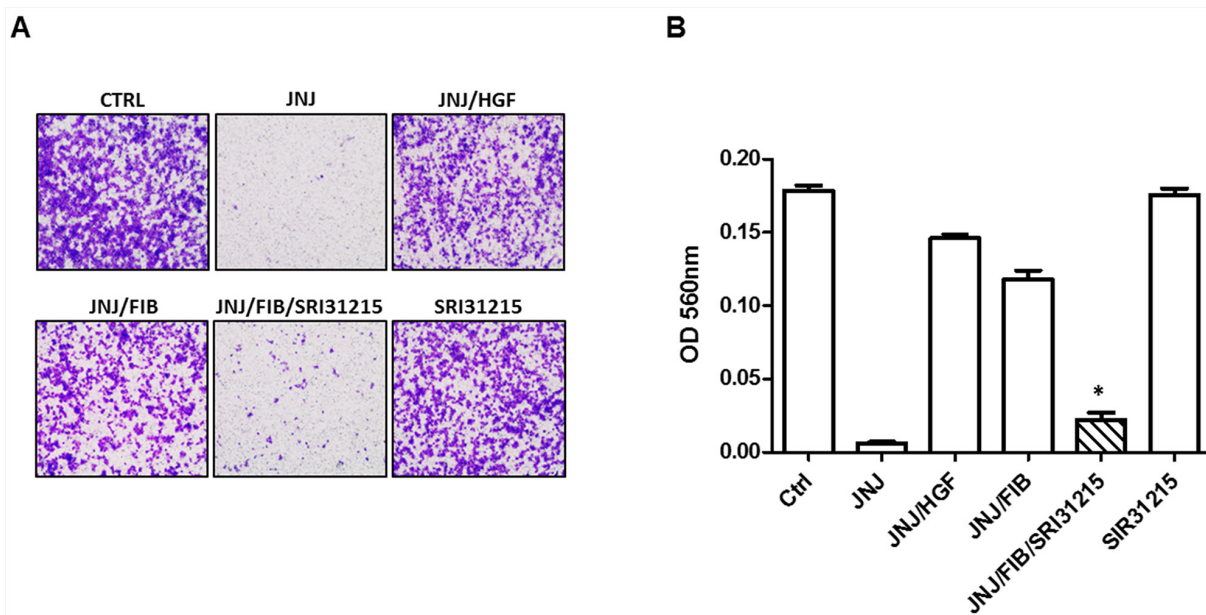 A
B
CTRL
JNJ
JNJ/HGF
JNJ/FIB
JNJ/FIB/SRI31215
SRI31215
OD 560nm
0.20
0.15
0.10
0.05
0.00
*
Ctrl
JNJ
JNJ/HGF
JNJ/FIB
JNJ/FIB/SRI31215
SIR31215